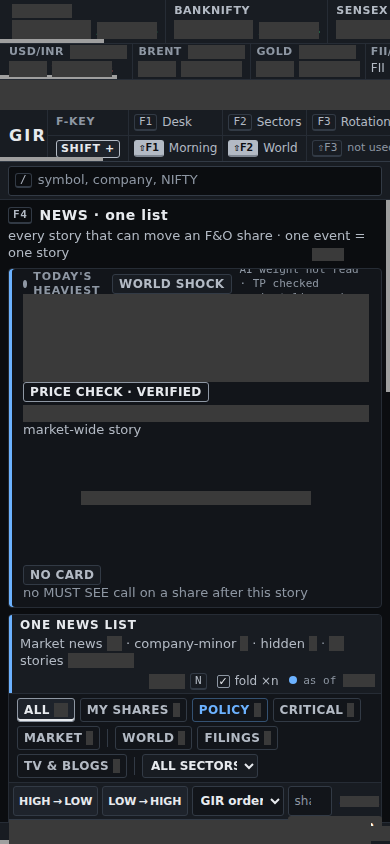 BANKNIFTY
SENSEX
USD/INR BRENT GOLD FII/
FII
GIR F-KEY F1 Desk F2 Sectors F3 Rotation
SHIFT + ⇧F1 Morning ⇧F2 World ⇧F3 not used
/ symbol, company, NIFTY
F4 NEWS · one list
every story that can move an F&O share · one event =
one story
TODAY'S HEAVIEST WORLD SHOCK AI weight not read
· TP checked
PRICE CHECK · VERIFIED
market-wide story
NO CARD
no MUST SEE call on a share after this story
ONE NEWS LIST
Market news · company-minor · hidden ·
stories
N fold ×n as of
ALL MY SHARES POLICY CRITICAL
MARKET WORLD FILINGS
TV & BLOGS ALL SECTORS
HIGH→LOW LOW→HIGH GIR order sha